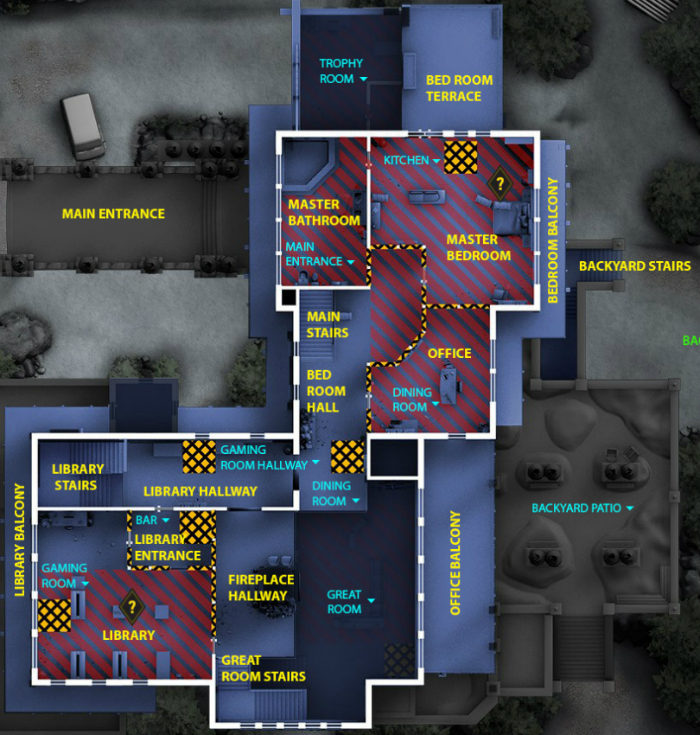 TROPHY
ROOM
BED ROOM
TERRACE
KITCHEN
?
MASTER
BATHROOM
MAIN ENTRANCE
MAIN
ENTRANCE
MASTER
BEDROOM
BEDROOM BALCONY
BACKYARD STAIRS
MAIN
STAIRS
BA
OFFICE
BED
ROOM
HALL
DINING
ROOM
GAMING
ROOM HALLWAY
LIBRARY
STAIRS
LIBRARY HALLWAY
DINING
ROOM
BACKYARD PATIO
BAR
LIBRARY
ENTRANCE
LIBRARY BALCONY
OFFICE BALCONY
GAMING
ROOM
FIREPLACE
HALLWAY
GREAT
ROOM
?
LIBRARY
GREAT
ROOM STAIRS